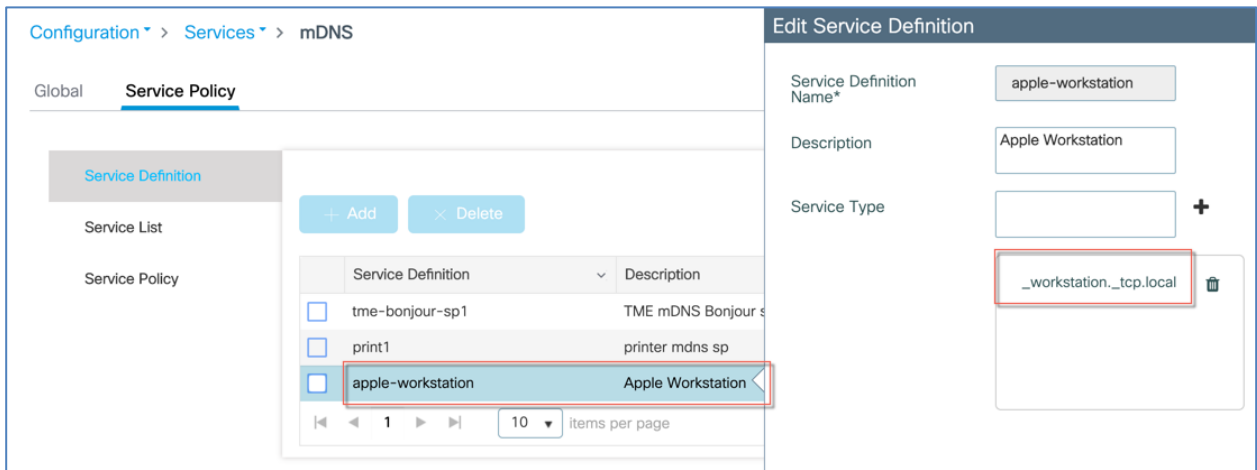 Configuration > Services > mDNS
Global Service Policy
Service Definition
Service List
Service Policy
+ Add × Delete
Service Definition Description
tme-bonjour-sp1 TME mDNS Bonjour s
print1 printer mdns sp
apple-workstation Apple Workstation
1 10 items per page
Edit Service Definition
Service Definition
Name*
apple-workstation
Description
Apple Workstation
Service Type
_workstation._tcp.local